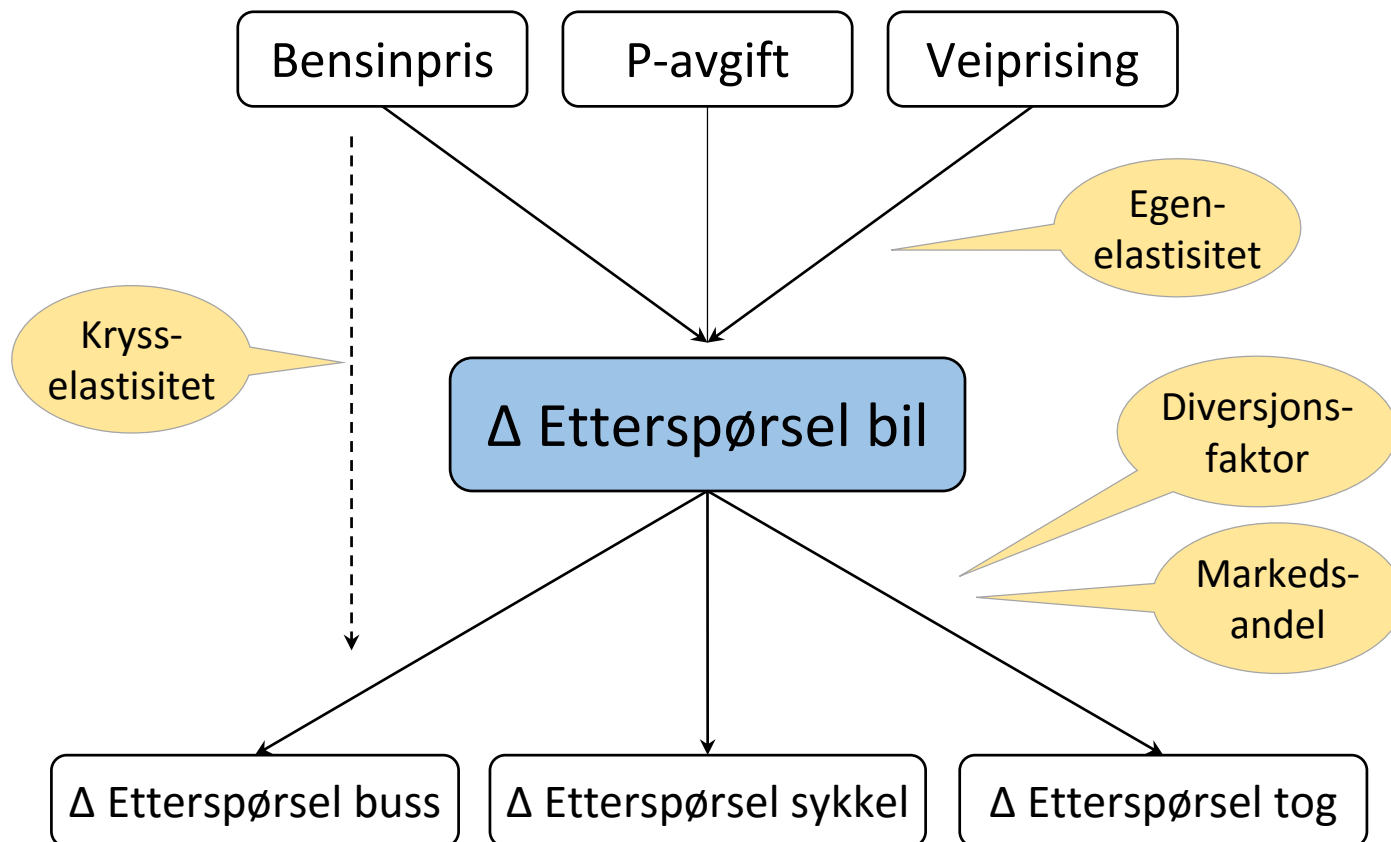 Bensinpris
P-avgift
Veiprising
Egen-
elastisitet
Kryss-
elastisitet
Δ Etterspørsel bil
Diversjons-
faktor
Markeds-
andel
Δ Etterspørsel buss
Δ Etterspørsel sykkel
Δ Etterspørsel tog